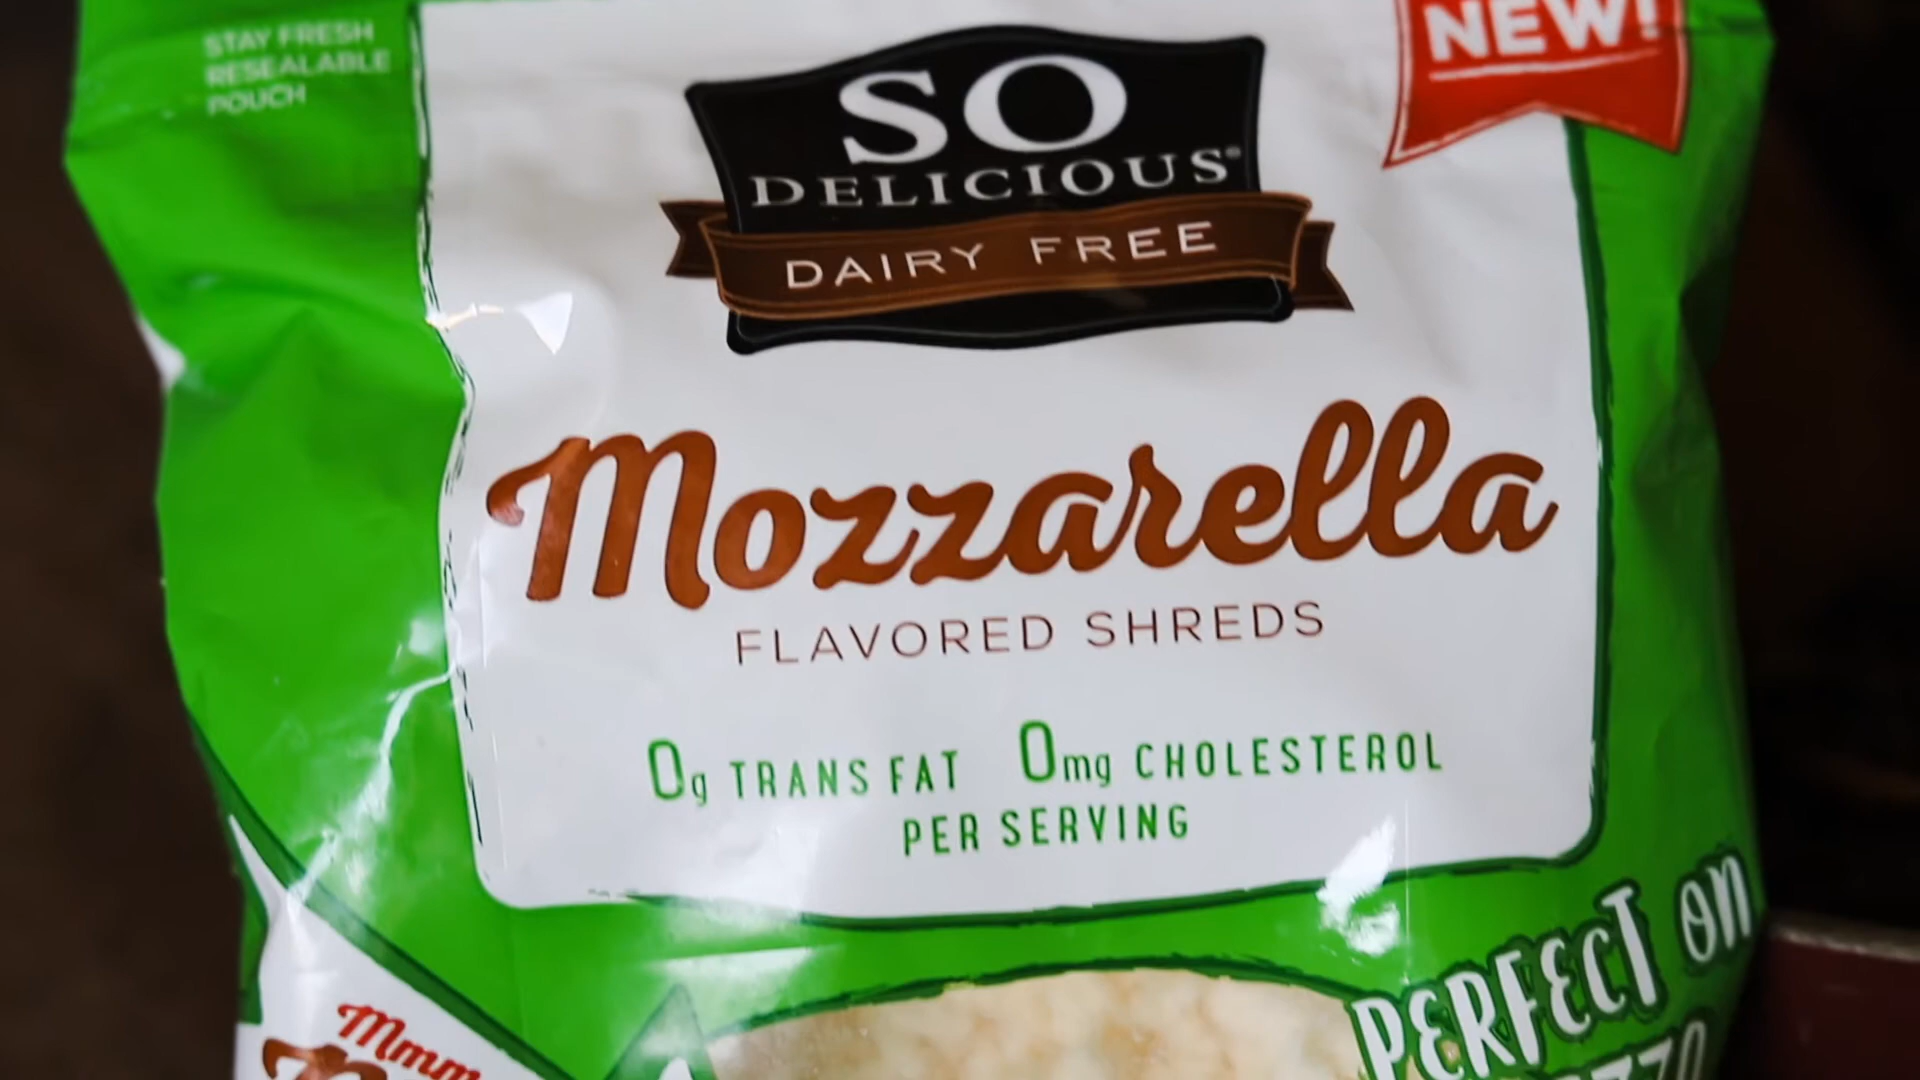 STAY FRESH
RESEALABLE
POUCH
NEW!
SO
DELICIOUS®
DAIRY FREE
Mozzarella
FLAVORED SHREDS
0g TRANS FAT 0mg CHOLESTEROL
PER SERVING
PERFECT ON
Mmm